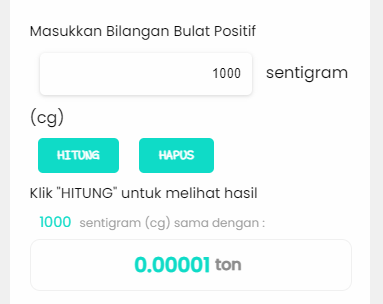 Masukkan Bilangan Bulat Positif
1000 sentigram
(cg)
HITUNG HAPUS
Klik "HITUNG" untuk melihat hasil
1000 sentigram (cg) sama dengan :
0.00001 ton